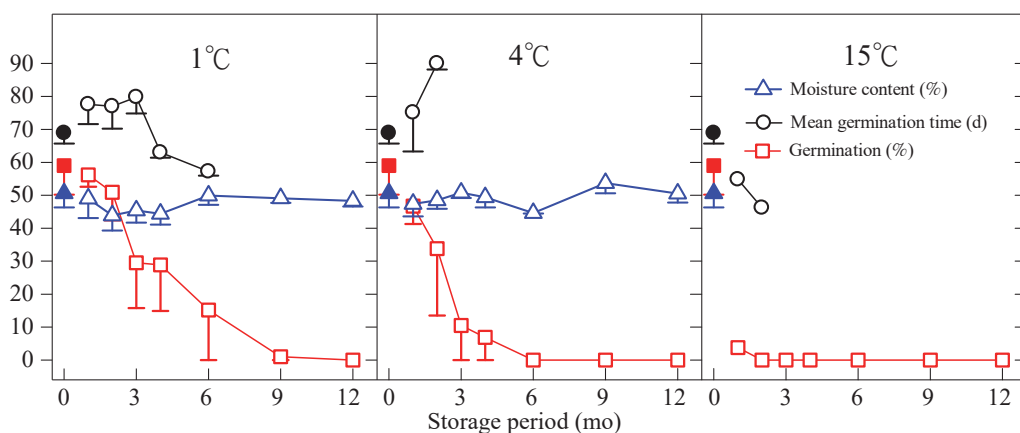 1℃ 4℃ 15℃
90
80
70
60
50
40
30
20
10
0
Moisture content (%)
Mean germination time (d)
Germination (%)
0 3 6 9 12 0 3 6 9 12 0 3 6 9 12
Storage period (mo)